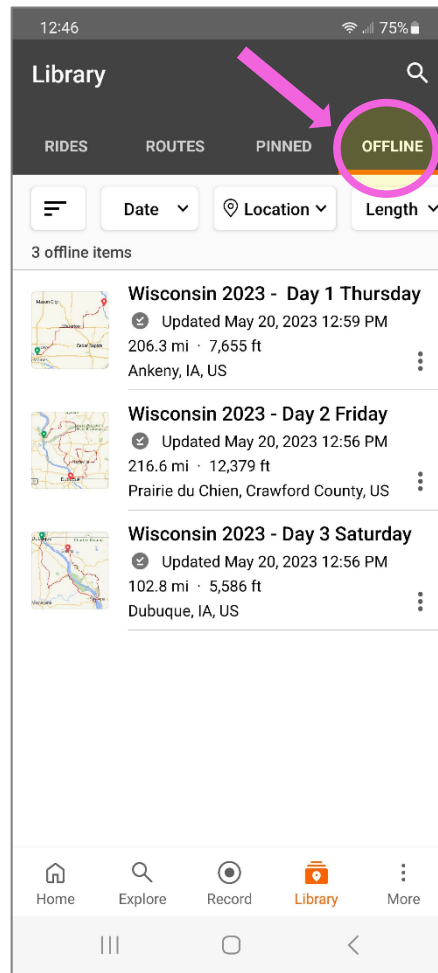 12:46 75%
Library
RIDES ROUTES PINNED OFFLINE
Date Location Length
3 offline items
Wisconsin 2023 -  Day 1 Thursday
Updated May 20, 2023 12:59 PM
206.3 mi · 7,655 ft
Ankeny, IA, US
Wisconsin 2023 - Day 2 Friday
Updated May 20, 2023 12:56 PM
216.6 mi · 12,379 ft
Prairie du Chien, Crawford County, US
Wisconsin 2023 - Day 3 Saturday
Updated May 20, 2023 12:56 PM
102.8 mi · 5,586 ft
Dubuque, IA, US
Home Explore Record Library More